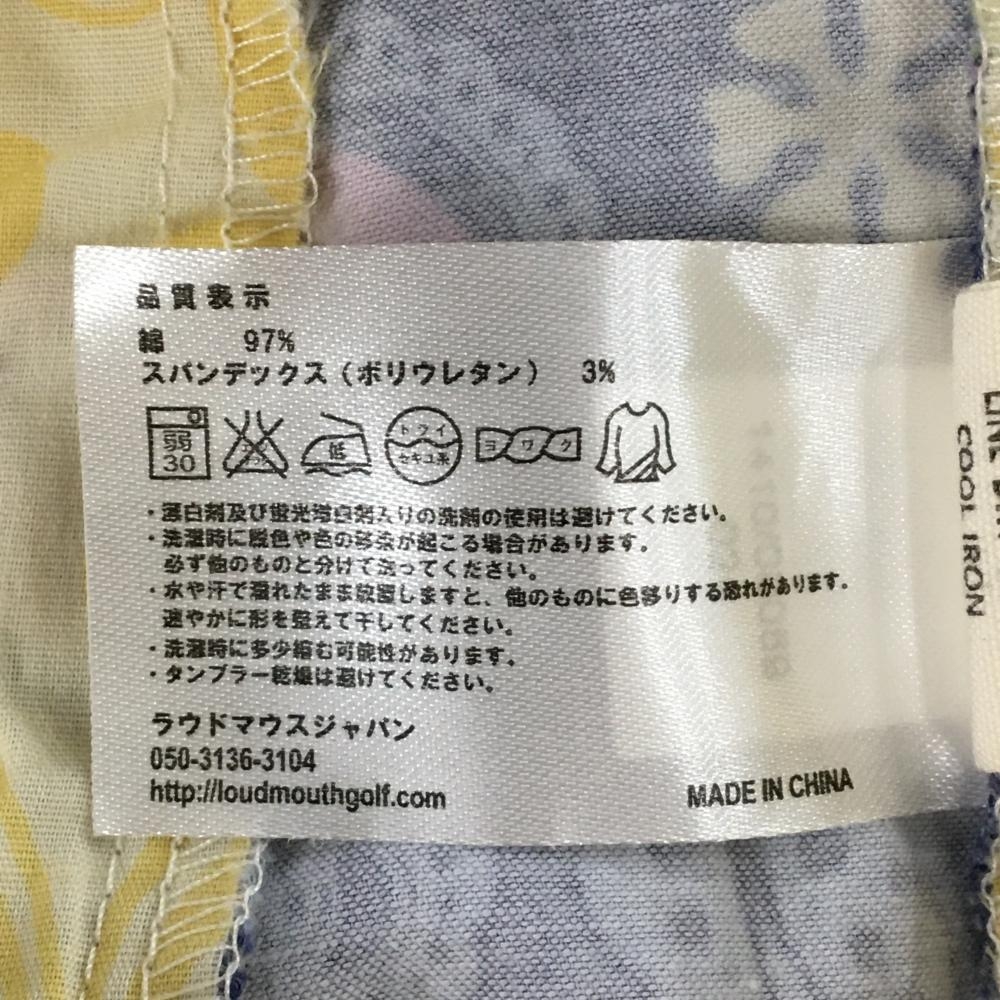 品質表示
綿 97%
スパンデックス（ポリウレタン） 3%
弱
30
低
ドライ
セキユ系
ヨワク
・漂白剤及び蛍光増白剤入りの洗剤の使用は避けてください。
・洗濯時に脱色や色の移染が起こる場合があります。
必ず他のものと分けて洗ってください。
・水や汗で濡れたまま放置しますと、他のものに色移りする恐れがあります。
速やかに形を整えて干してください。
・洗濯時に多少縮む可能性があります。
・タンブラー乾燥は避けてください。
ラウドマウスジャパン
050-3136-3104
http://loudmouthgolf.com
MADE IN CHINA
COOL IRON